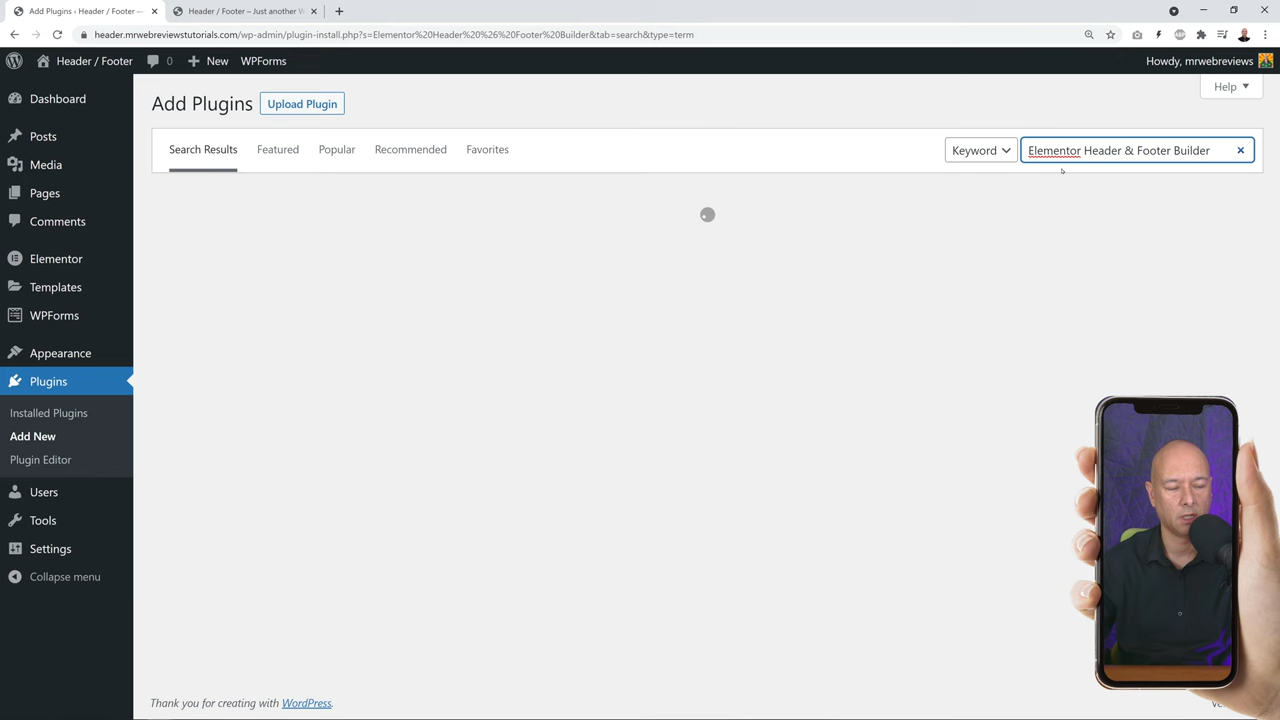 Add Plugins ‹ Header / Footer —
Header / Footer – Just another W
header.mrwebreviewstutorials.com/wp-admin/plugin-install.php?s=Elementor%20Header%20%26%20Footer%20Builder&tab=search&type=term
Header / Footer
0
New
WPForms
Howdy, mrwebreviews
Dashboard
Posts
Media
Pages
Comments
Elementor
Templates
WPForms
Appearance
Plugins
Installed Plugins
Add New
Plugin Editor
Users
Tools
Settings
Collapse menu
Help
Add Plugins
Upload Plugin
Search Results
Featured
Popular
Recommended
Favorites
Keyword
Elementor Header & Footer Builder
Thank you for creating with WordPress.